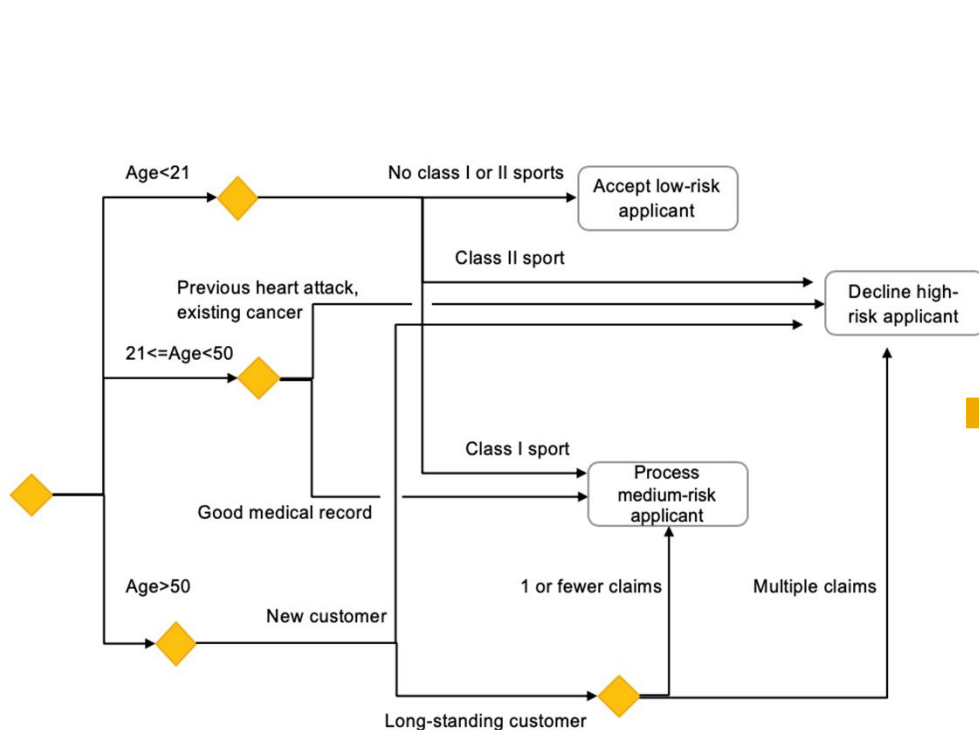 Age<21
No class I or II sports
Accept low-risk
applicant
Class II sport
Previous heart attack,
existing cancer
Decline high-
risk applicant
21<=Age<50
Class I sport
Process
medium-risk
applicant
Good medical record
Age>50
1 or fewer claims
Multiple claims
New customer
Long-standing customer